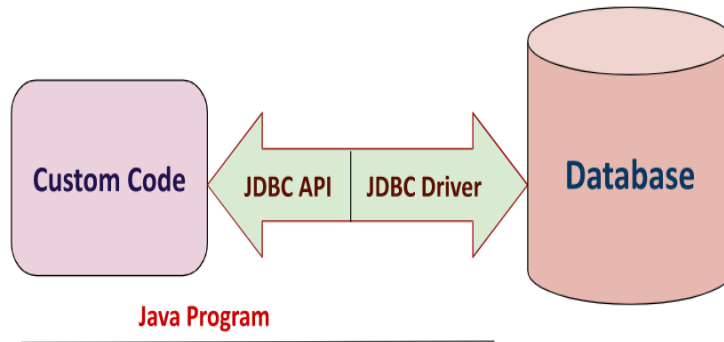 Custom Code
JDBC API
JDBC Driver
Database
Java Program